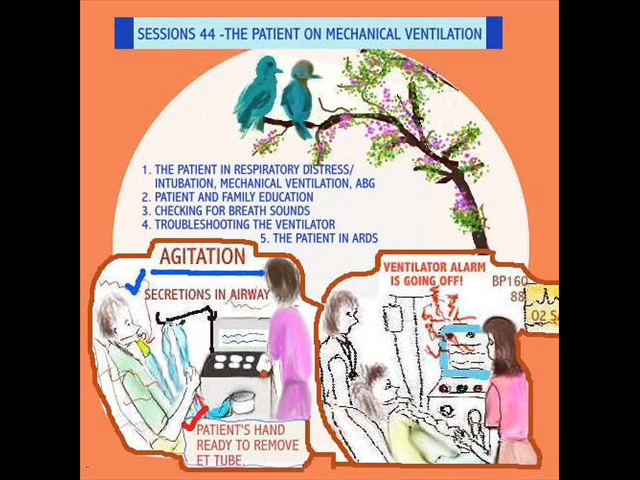 SESSIONS 44 -THE PATIENT ON MECHANICAL VENTILATION
1. THE PATIENT IN RESPIRATORY DISTRESS/
INTUBATION, MECHANICAL VENTILATION, ABG
2. PATIENT AND FAMILY EDUCATION
3. CHECKING FOR BREATH SOUNDS
4. TROUBLESHOOTING THE VENTILATOR
5. THE PATIENT IN ARDS
AGITATION
SECRETIONS IN AIRWAY
PATIENT'S HAND
READY TO REMOVE
ET TUBE.
VENTILATOR ALARM
IS GOING OFF!
BP160
88
O2 SA